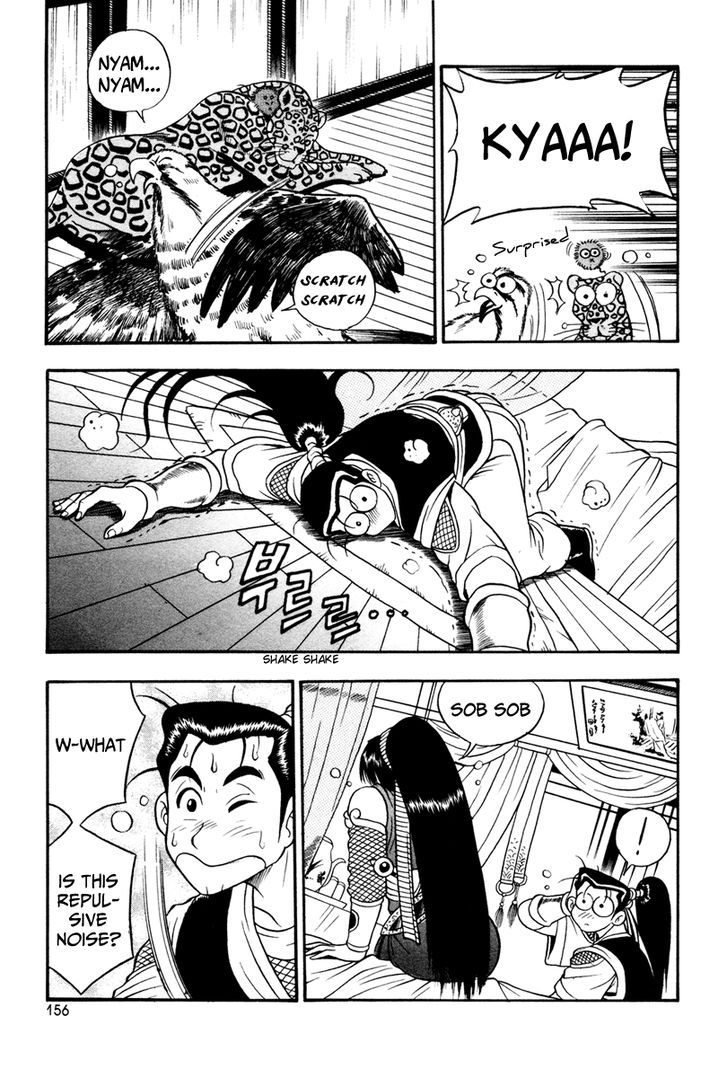 NYAM...
NYAM...
SCRATCH
SCRATCH
KYAAA!
Surprised
부르르...
SHAKE SHAKE
W-WHAT
IS THIS
REPUL-
SIVE
NOISE?
SOB SOB
!
156